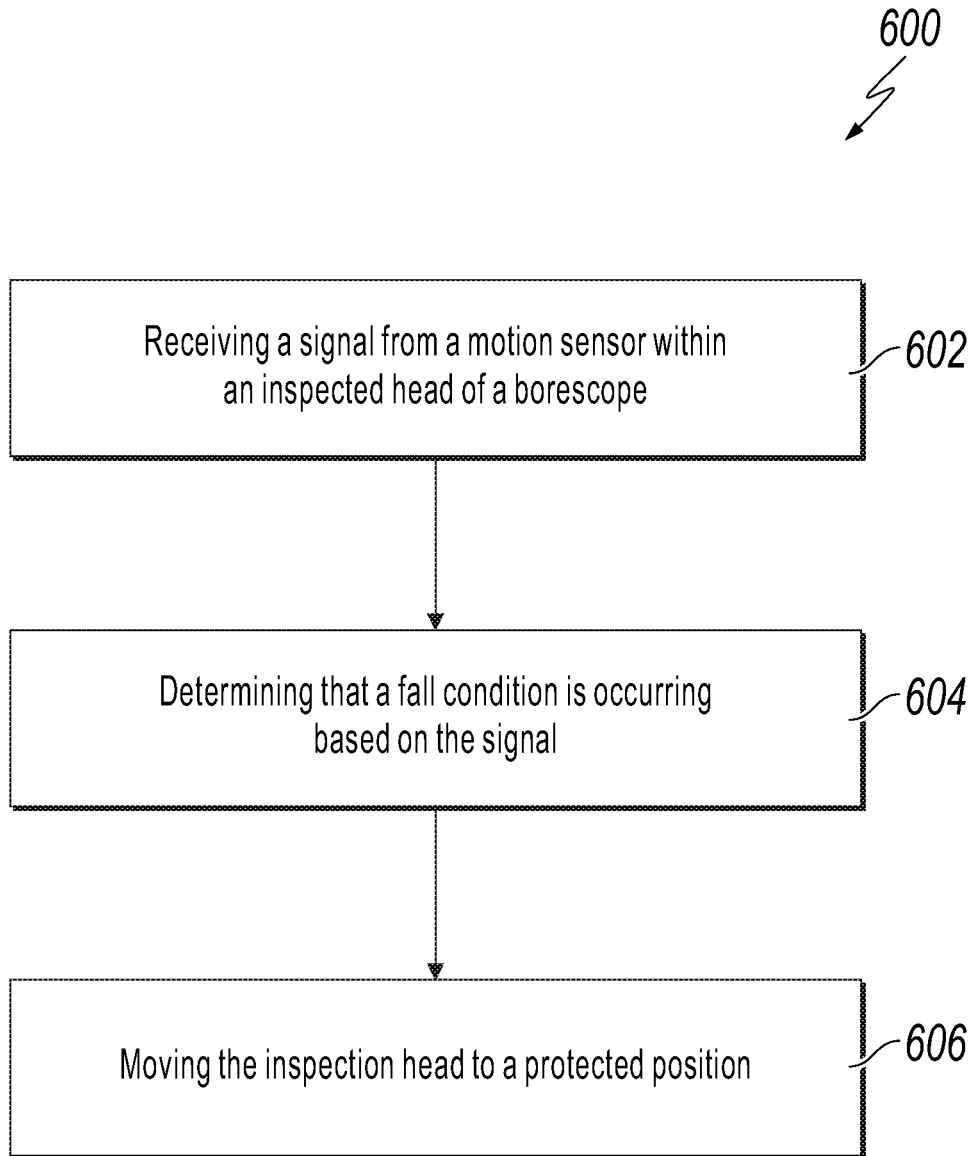 600
Receiving a signal from a motion sensor within
an inspected head of a borescope
602
Determining that a fall condition is occurring
based on the signal
604
Moving the inspection head to a protected position
606